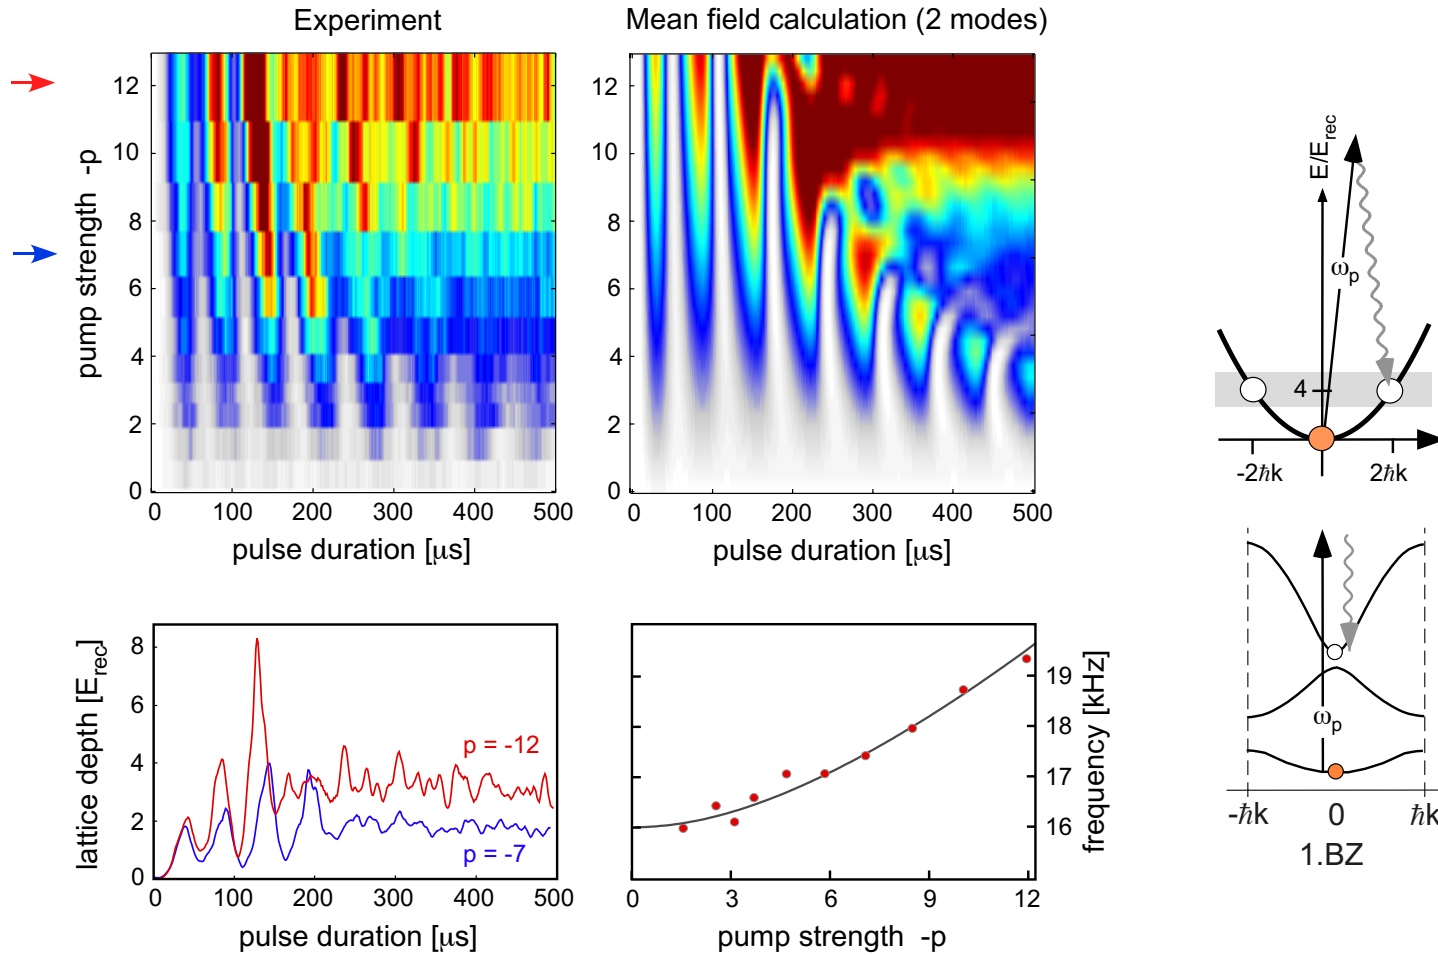 Experiment
Mean field calculation (2 modes)
pump strength -p
12
10
8
6
4
2
0
0 100 200 300 400 500
pulse duration [μs]
12
10
8
6
4
2
0
0 100 200 300 400 500
pulse duration [μs]
E/Erec
ωp
4
-2ħk 2ħk
lattice depth [Erec]
8
6
4
2
0
p = -12
p = -7
0 100 200 300 400 500
pulse duration [μs]
19
18
17
16
frequency [kHz]
0 3 6 9 12
pump strength -p
ωp
-ħk 0 ħk
1.BZ